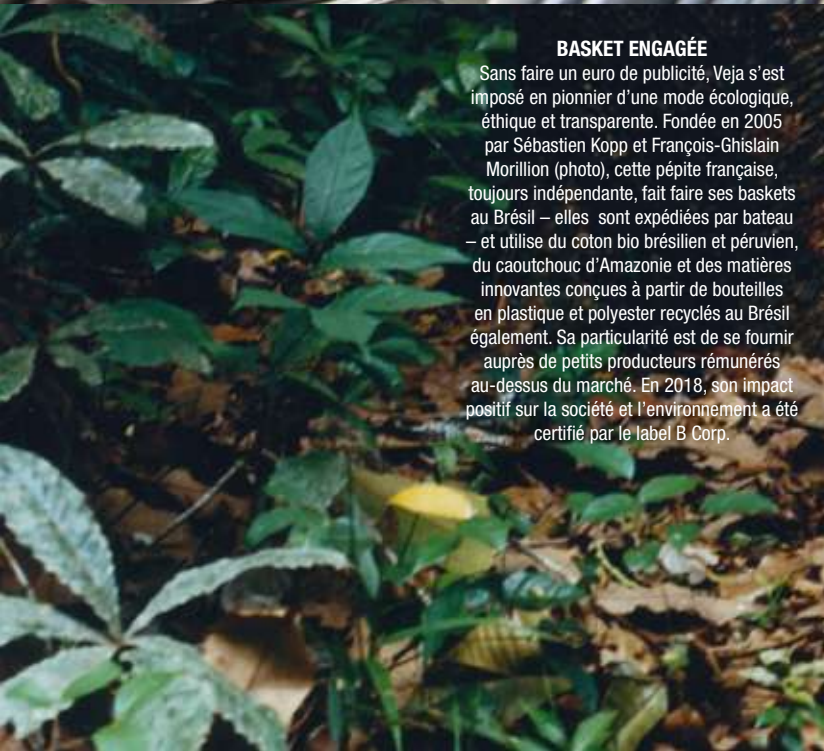 BASKET ENGAGÉE
Sans faire un euro de publicité, Veja s’est
imposé en pionnier d’une mode écologique,
éthique et transparente. Fondée en 2005
par Sébastien Kopp et François-Ghislain
Morillion (photo), cette pépite française,
toujours indépendante, fait faire ses baskets
au Brésil – elles sont expédiées par bateau
– et utilise du coton bio brésilien et péruvien,
du caoutchouc d’Amazonie et des matières
innovantes conçues à partir de bouteilles
en plastique et polyester recyclés au Brésil
également. Sa particularité est de se fournir
auprès de petits producteurs rémunérés
au-dessus du marché. En 2018, son impact
positif sur la société et l’environnement a été
certifié par le label B Corp.